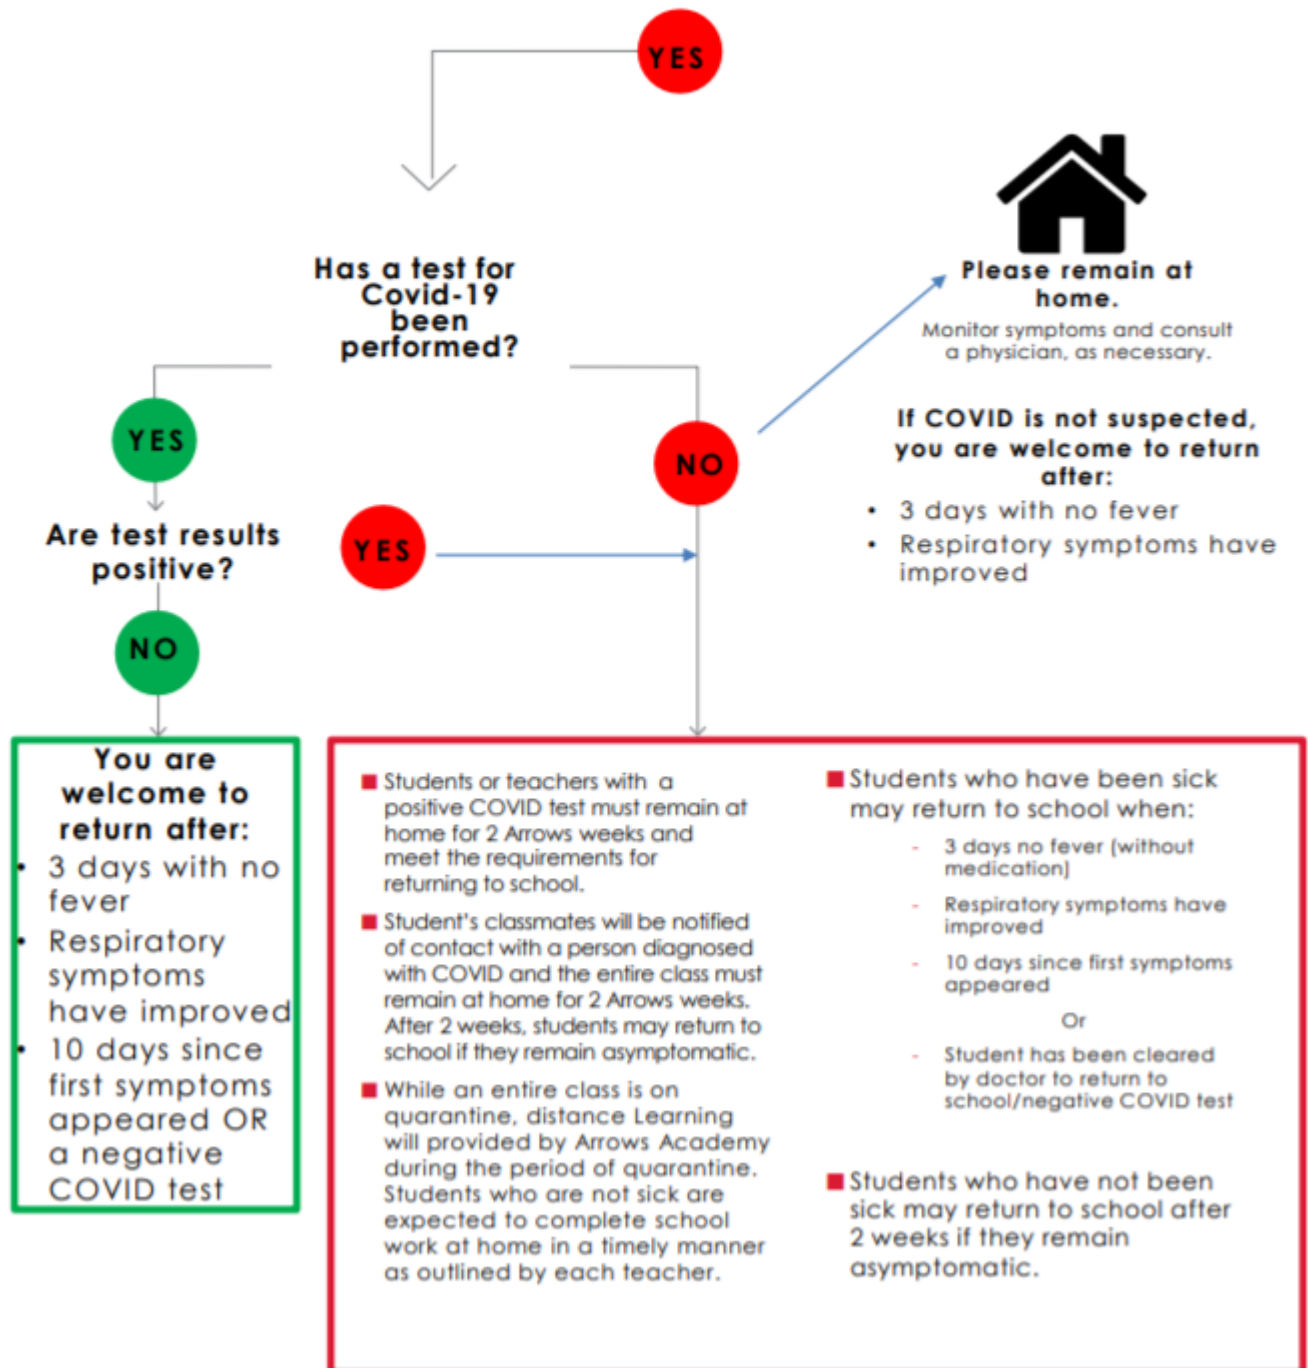 YES
Has a test for
Covid-19
been
performed?
Please remain at
home.
Monitor symptoms and consult
a physician, as necessary.
If COVID is not suspected,
you are welcome to return
after:
• 3 days with no fever
• Respiratory symptoms have
improved
YES
NO
Are test results
positive?
YES
NO
You are
welcome to
return after:
• 3 days with no
fever
• Respiratory
symptoms
have improved
• 10 days since
first symptoms
appeared OR
a negative
COVID test
■ Students or teachers with a
positive COVID test must remain at
home for 2 Arrows weeks and
meet the requirements for
returning to school.
■ Student's classmates will be notified
of contact with a person diagnosed
with COVID and the entire class must
remain at home for 2 Arrows weeks.
After 2 weeks, students may return to
school if they remain asymptomatic.
■ While an entire class is on
quarantine, distance Learning
will provided by Arrows Academy
during the period of quarantine.
Students who are not sick are
expected to complete school
work at home in a timely manner
as outlined by each teacher.
■ Students who have been sick
may return to school when:
- 3 days no fever (without
medication)
- Respiratory symptoms have
improved
- 10 days since first symptoms
appeared
Or
- Student has been cleared
by doctor to return to
school/negative COVID test
■ Students who have not been
sick may return to school after
2 weeks if they remain
asymptomatic.